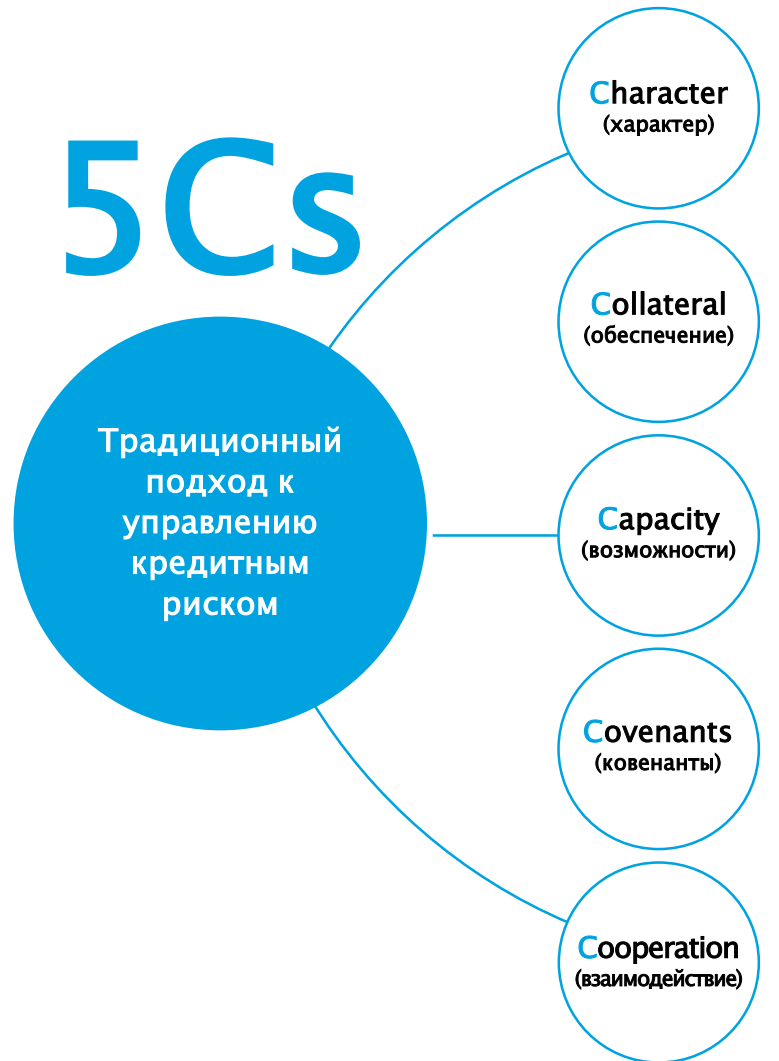 5Cs
Традиционный
подход к
управлению
кредитным
риском
Character
(характер)
Collateral
(обеспечение)
Capacity
(возможности)
Covenants
(ковенанты)
Cooperation
(взаимодействие)